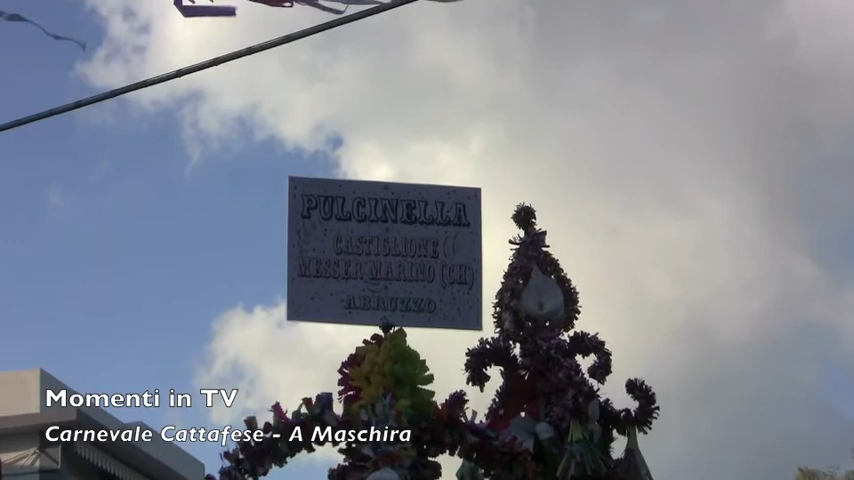 PULCINELLA
CASTIGLIONE
MESSER MARINO (CH)
ABRUZZO
Momenti in TV
Carnevale Cattafese - A Maschira